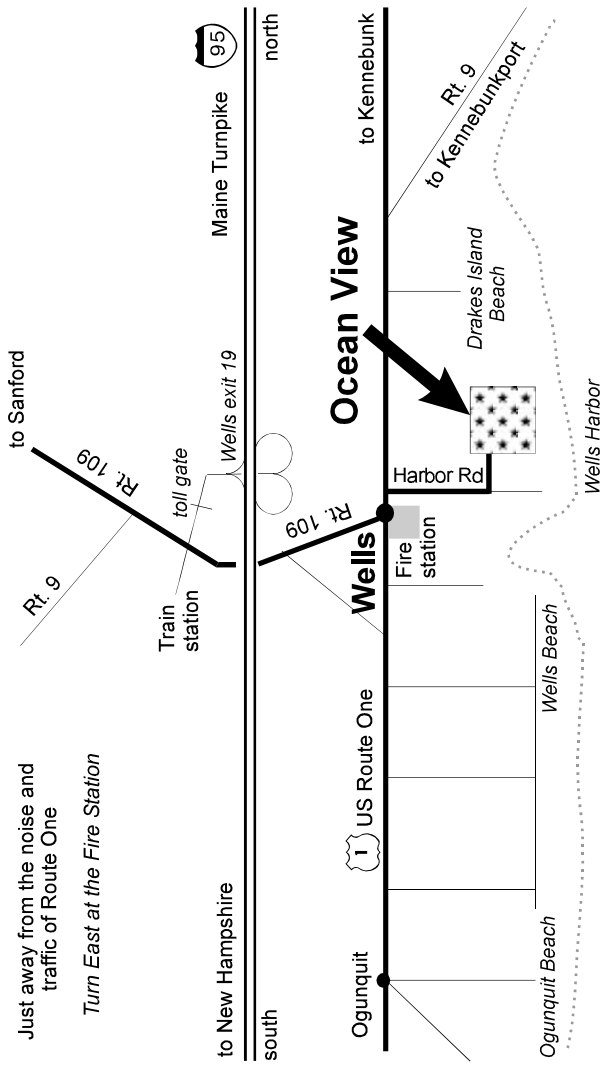 Just away from the noise and
traffic of Route One
Turn East at the Fire Station
to Sanford
Rt. 109
Rt. 9
Train
station
toll gate
Wells exit 19
Maine Turnpike
95
north
to New Hampshire
south
Rt. 109
Ocean View
to Kennebunk
Rt. 9
to Kennebunkport
Wells
Fire
station
Harbor Rd
Drakes Island
Beach
Wells Harbor
Ogunquit
1
US Route One
Ogunquit Beach
Wells Beach